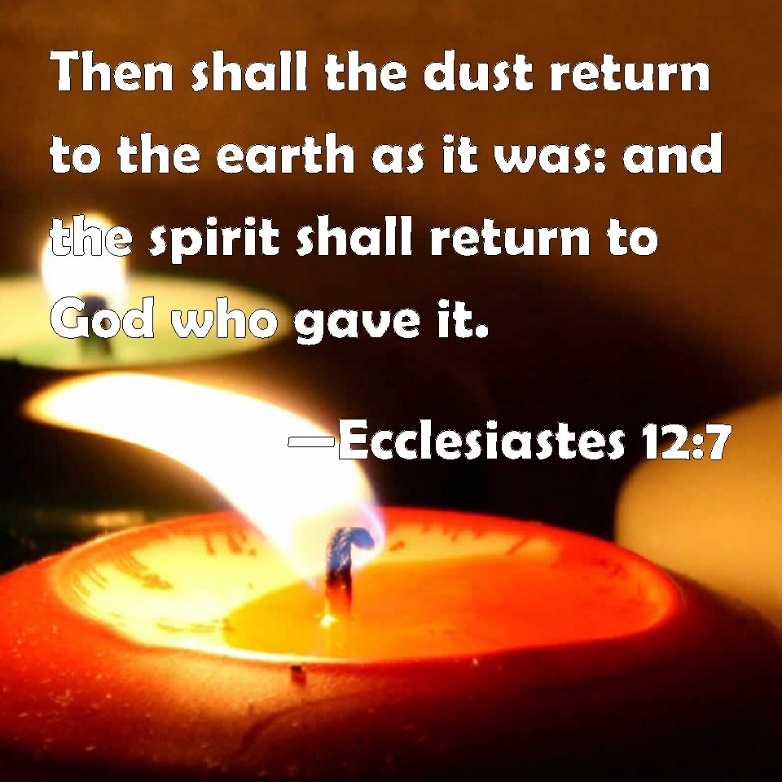 Then shall the dust return
to the earth as it was: and
the spirit shall return to
God who gave it.
—Ecclesiastes 12:7